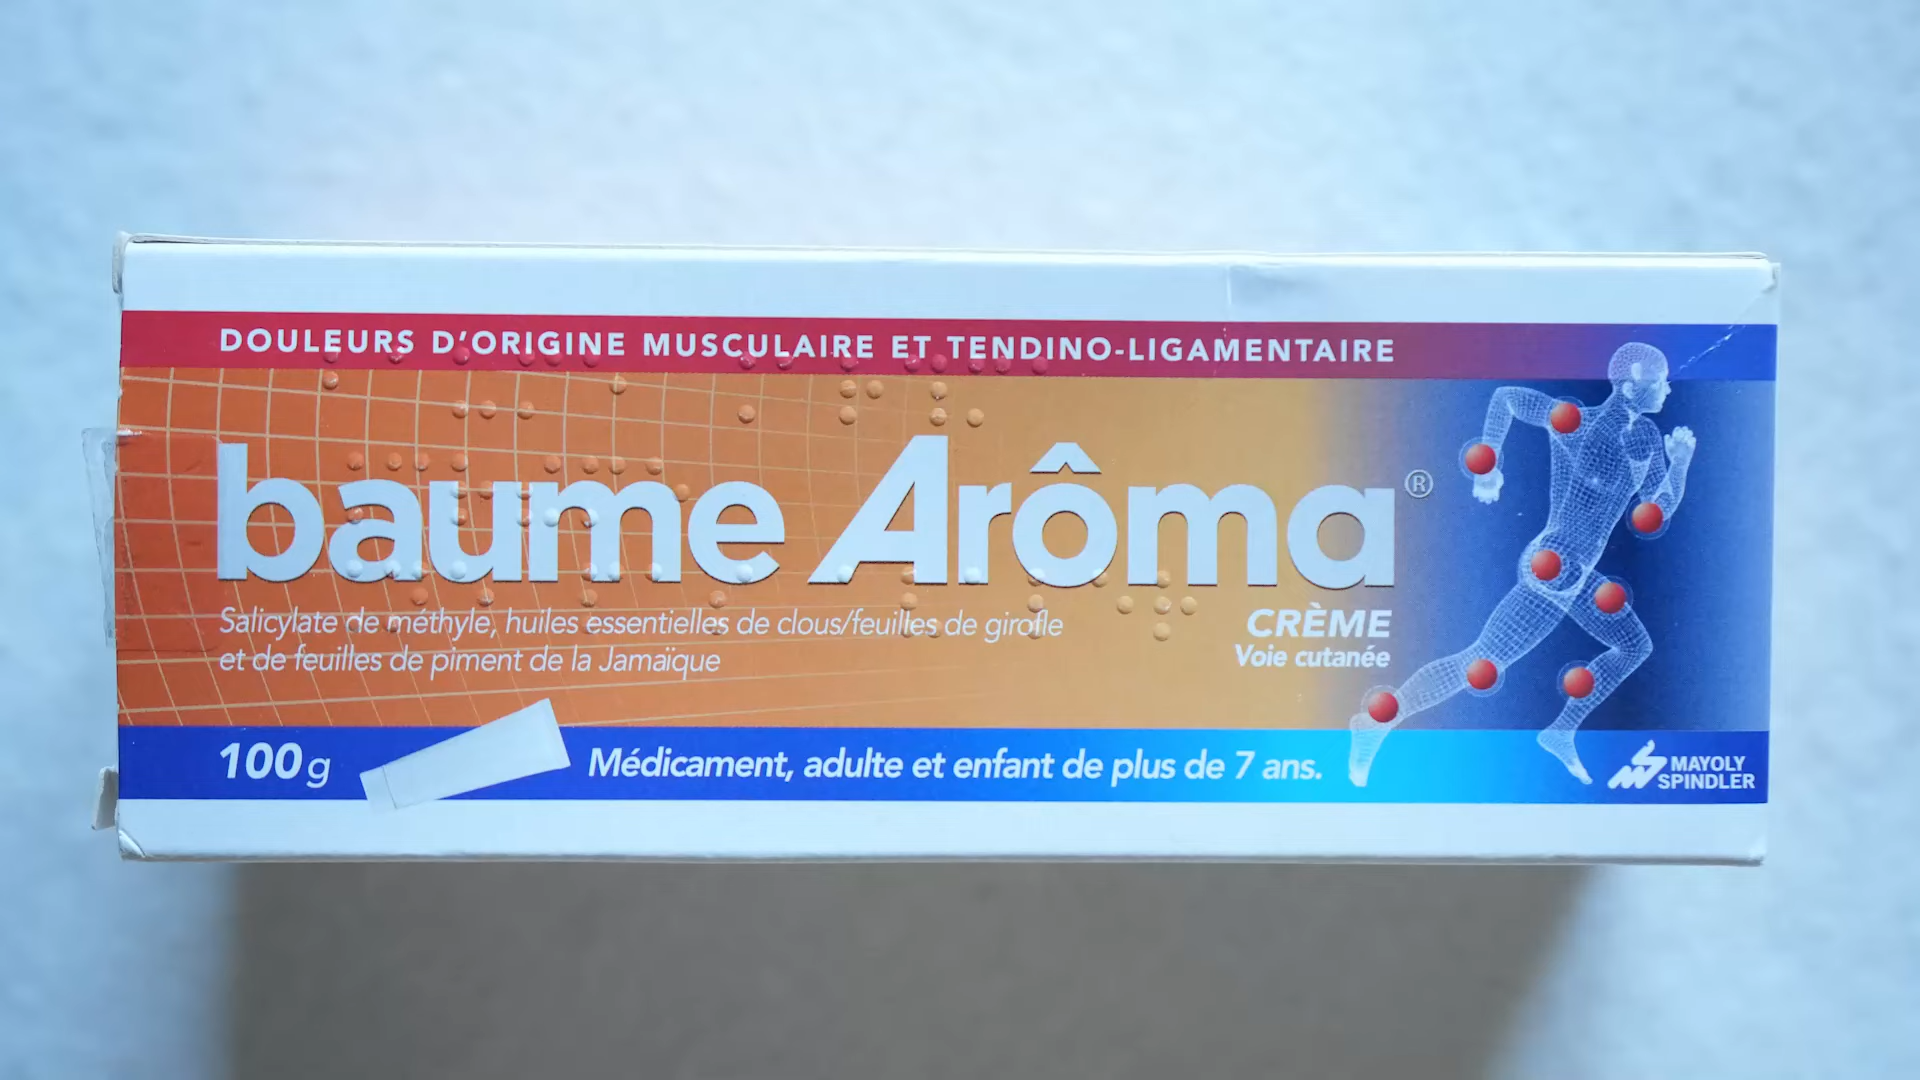 DOULEURS D'ORIGINE MUSCULAIRE ET TENDINO-LIGAMENTAIRE
baume Arôma®
Salicylate de méthyle, huiles essentielles de clous/feuilles de girofle
et de feuilles de piment de la Jamaïque
CRÈME
Voie cutanée
100 g
Médicament, adulte et enfant de plus de 7 ans.
MAYOLY
SPINDLER